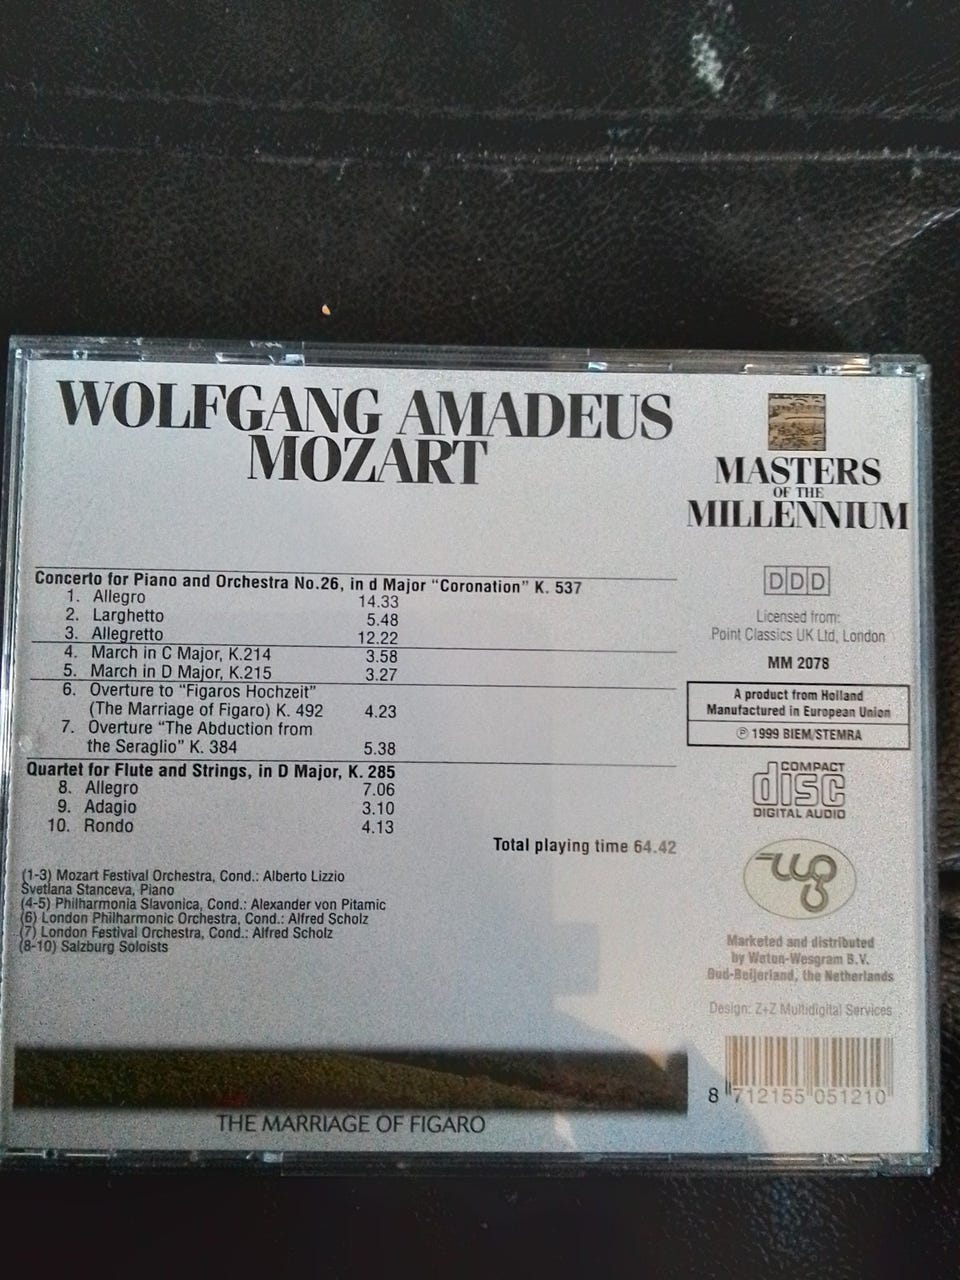 WOLFGANG AMADEUS
MOZART
Concerto for Piano and Orchestra No.26, in d Major "Coronation" K. 537
1. Allegro 14.33
2. Larghetto 5.48
3. Allegretto 12.22
4. March in C Major, K.214 3.58
5. March in D Major, K.215 3.27
6. Overture to "Figaros Hochzeit"
(The Marriage of Figaro) K. 492 4.23
7. Overture "The Abduction from
the Seraglio" K. 384 5.38
Quartet for Flute and Strings, in D Major, K. 285
8. Allegro 7.06
9. Adagio 3.10
10. Rondo 4.13
Total playing time 64.42
(1-3) Mozart Festival Orchestra, Cond.: Alberto Lizzio
Svetlana Stanceva, Piano
(4-5) Philharmonia Slavonica, Cond.: Alexander von Pitamic
(6) London Philharmonic Orchestra, Cond.: Alfred Scholz
(7) London Festival Orchestra, Cond.: Alfred Scholz
(8-10) Salzburg Soloists
THE MARRIAGE OF FIGARO
MASTERS
OF THE
MILLENNIUM
DDD
Licensed from:
Point Classics UK Ltd, London
MM 2078
A product from Holland
Manufactured in European Union
℗ 1999 BIEM/STEMRA
COMPACT
disc
DIGITAL AUDIO
wg
Marketed and distributed
by Weton-Wesgram B.V.
Oud-Beijerland, the Netherlands
Design: Z+Z Multidigital Services
8 712155 051210